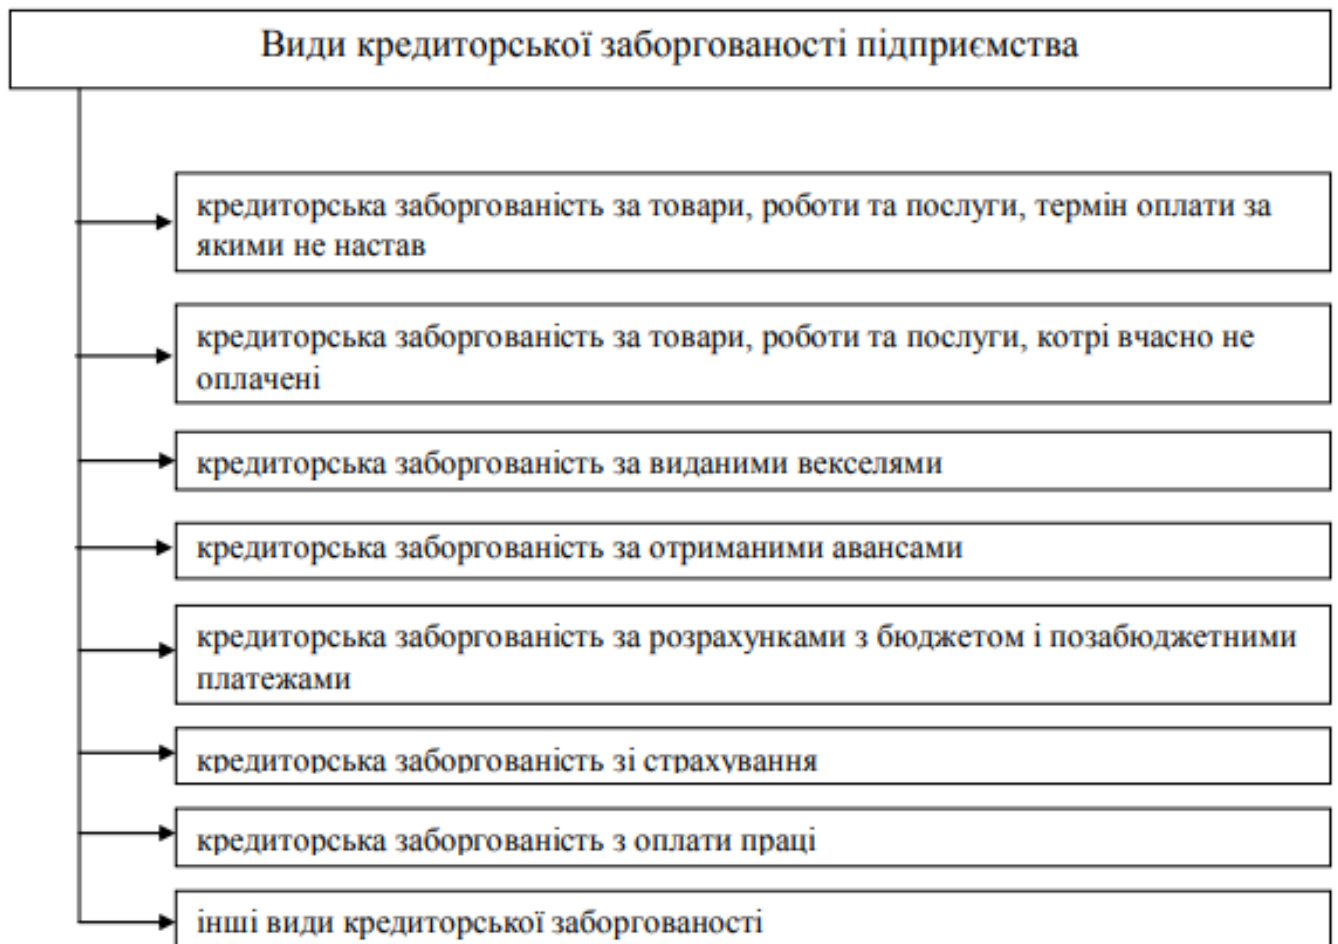 Види кредиторської заборгованості підприємства
кредиторська заборгованість за товари, роботи та послуги, термін оплати за
якими не настав
кредиторська заборгованість за товари, роботи та послуги, котрі вчасно не
оплачені
кредиторська заборгованість за виданими векселями
кредиторська заборгованість за отриманими авансами
кредиторська заборгованість за розрахунками з бюджетом і позабюджетними
платежами
кредиторська заборгованість зі страхування
кредиторська заборгованість з оплати праці
інші види кредиторської заборгованості